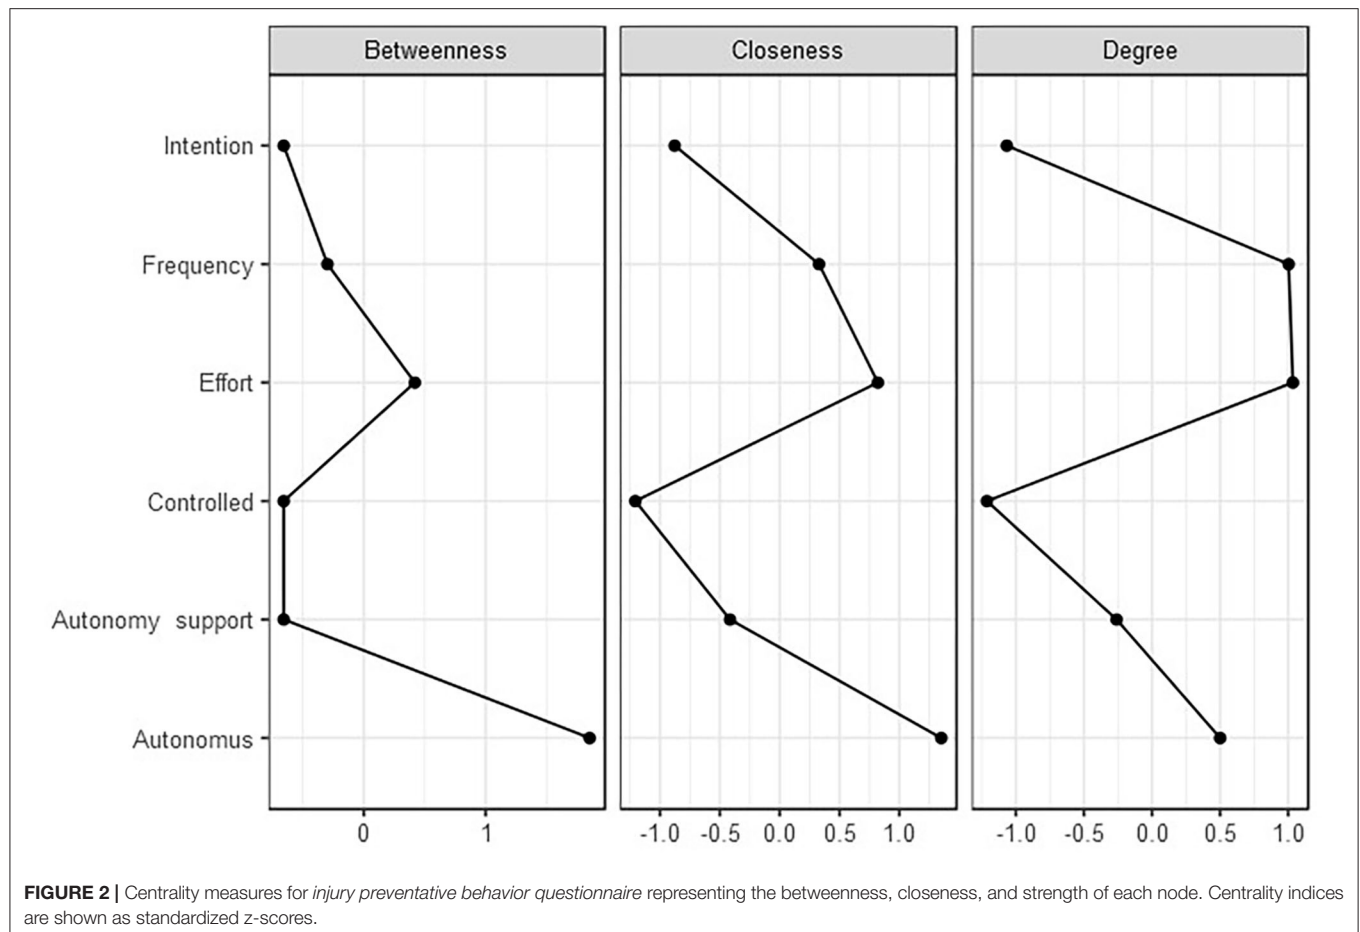 Betweenness Closeness Degree
Intention
Frequency
Effort
Controlled
Autonomy support
Autonomus
0 1 -1.0 -0.5 0.0 0.5 1.0 -1.0 -0.5 0.0 0.5 1.0
FIGURE 2 | Centrality measures for injury preventative behavior questionnaire representing the betweenness, closeness, and strength of each node. Centrality indices
are shown as standardized z-scores.